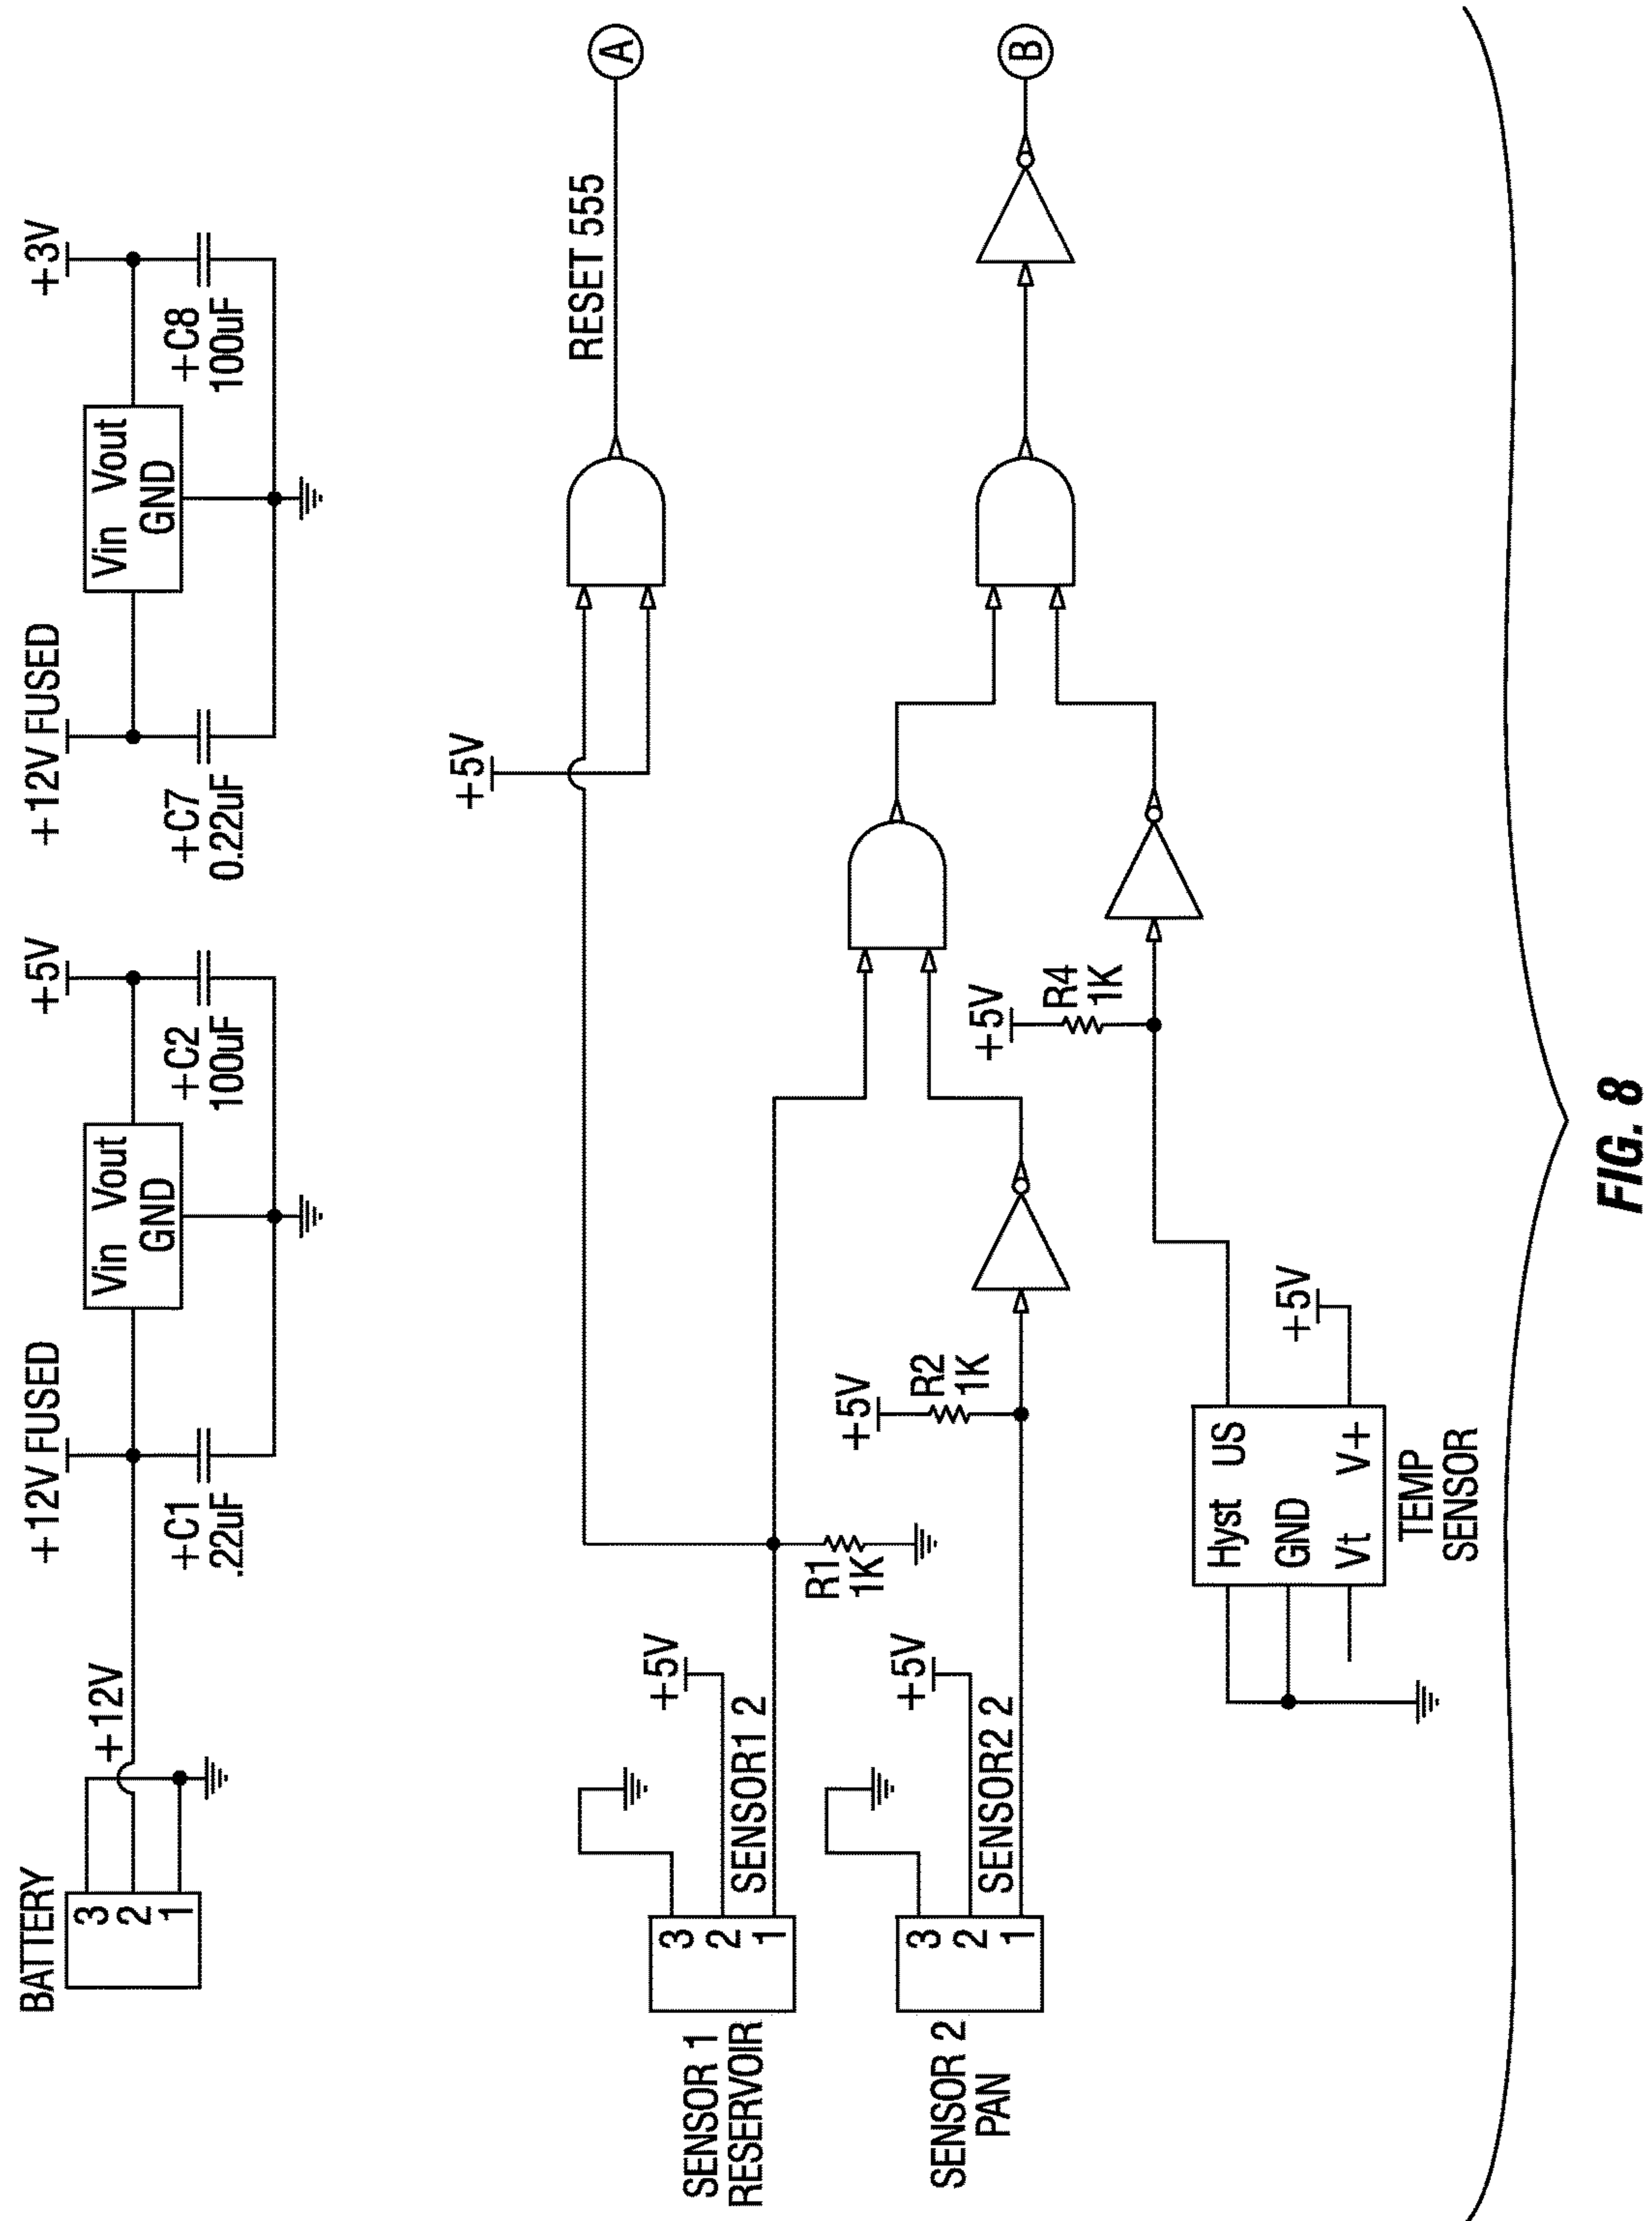 BATTERY
3
2
1
+12V
+12V FUSED
+C1
.22uF
Vin Vout
GND
+5V
+C2
100uF
+12V FUSED
+C7
0.22uF
Vin Vout
GND
+3V
+C8
100uF
SENSOR 1
RESERVOIR
3
2
1
+5V
SENSOR1 2
R1
1K
+5V
RESET 555
A
SENSOR 2
PAN
3
2
1
+5V
SENSOR2 2
+5V
R2
1K
+5V
R4
1K
B
Hyst US
GND
Vt V+
+5V
TEMP
SENSOR
FIG. 8